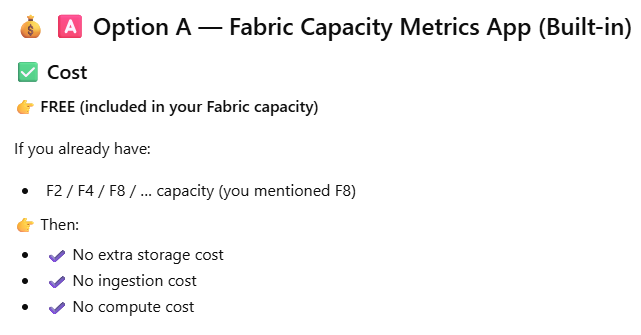 💰 🅰 Option A — Fabric Capacity Metrics App (Built-in)
✅ Cost
👉 FREE (included in your Fabric capacity)
If you already have:
• F2 / F4 / F8 / … capacity (you mentioned F8)
👉 Then:
• ✔ No extra storage cost
• ✔ No ingestion cost
• ✔ No compute cost